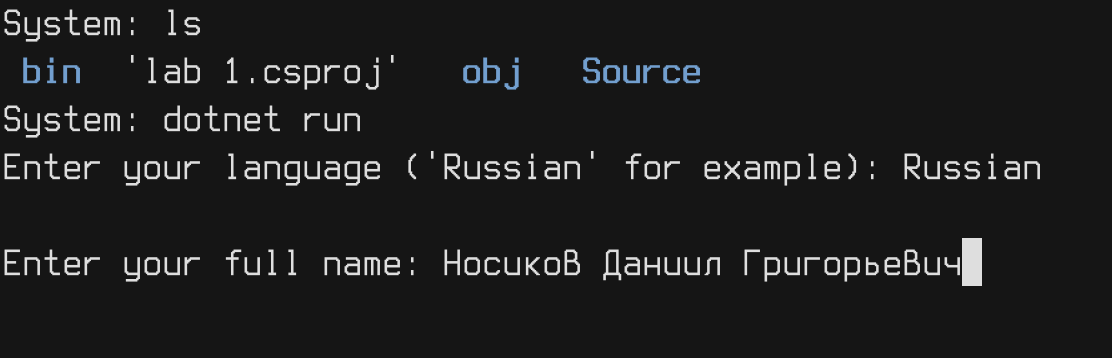 System: ls
bin 'lab 1.csproj' obj Source
System: dotnet run
Enter your language ('Russian' for example): Russian
Enter your full name: Носиков Даниил Григорьевич